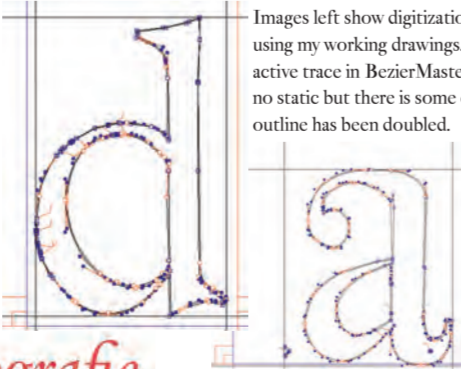 Images left show digitizatio
using my working drawings.
active trace in BezierMaste
no static but there is some
outline has been doubled.
d
a
ografie